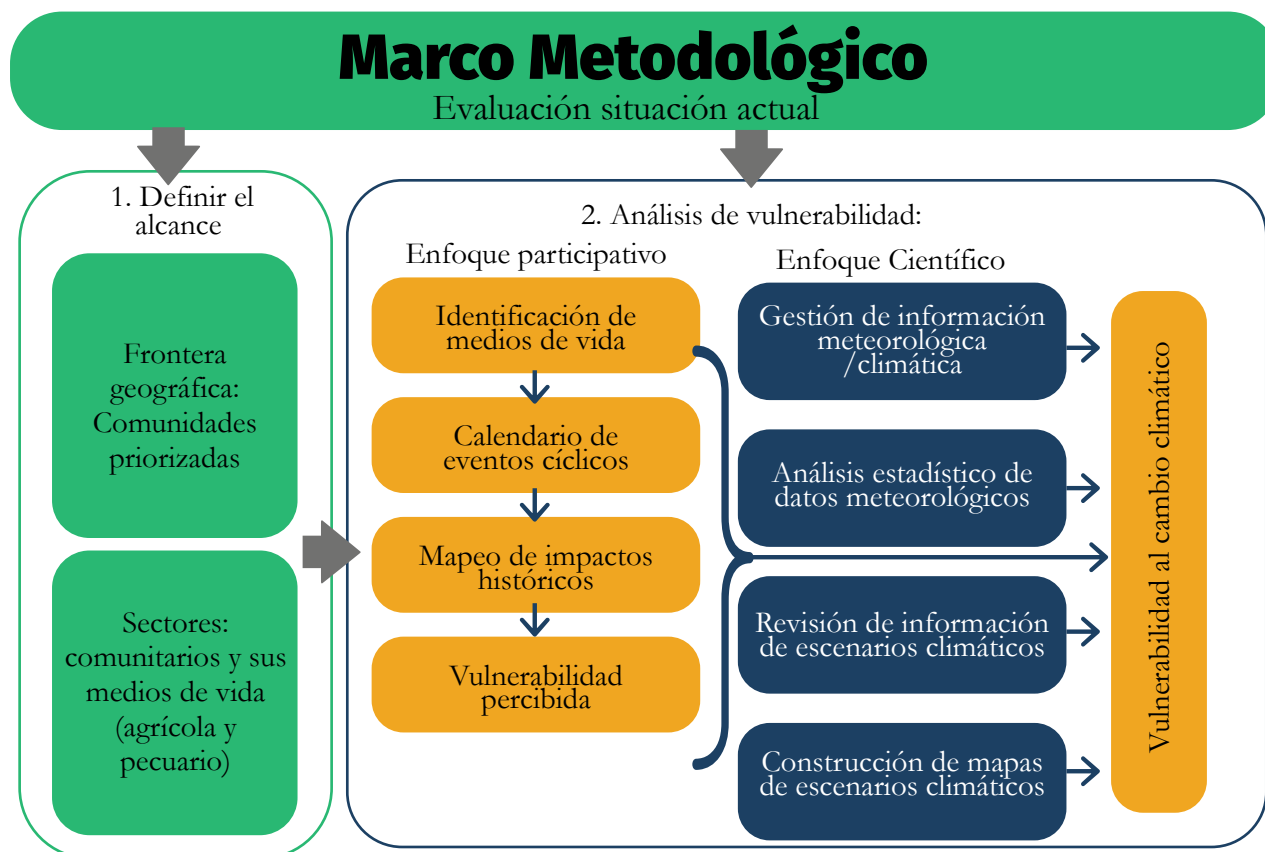 Marco Metodológico
Evaluación situación actual
1. Definir el
alcance
Frontera
geográfica:
Comunidades
priorizadas
Sectores:
comunitarios y sus
medios de vida
(agrícola y
pecuario)
2. Análisis de vulnerabilidad:
Enfoque participativo
Identificación de
medios de vida
Calendario de
eventos cíclicos
Mapeo de impactos
históricos
Vulnerabilidad
percibida
Enfoque Científico
Gestión de información
meteorológica
/climática
Análisis estadístico de
datos meteorológicos
Revisión de información
de escenarios climáticos
Construcción de mapas
de escenarios climáticos
Vulnerabilidad al cambio climático